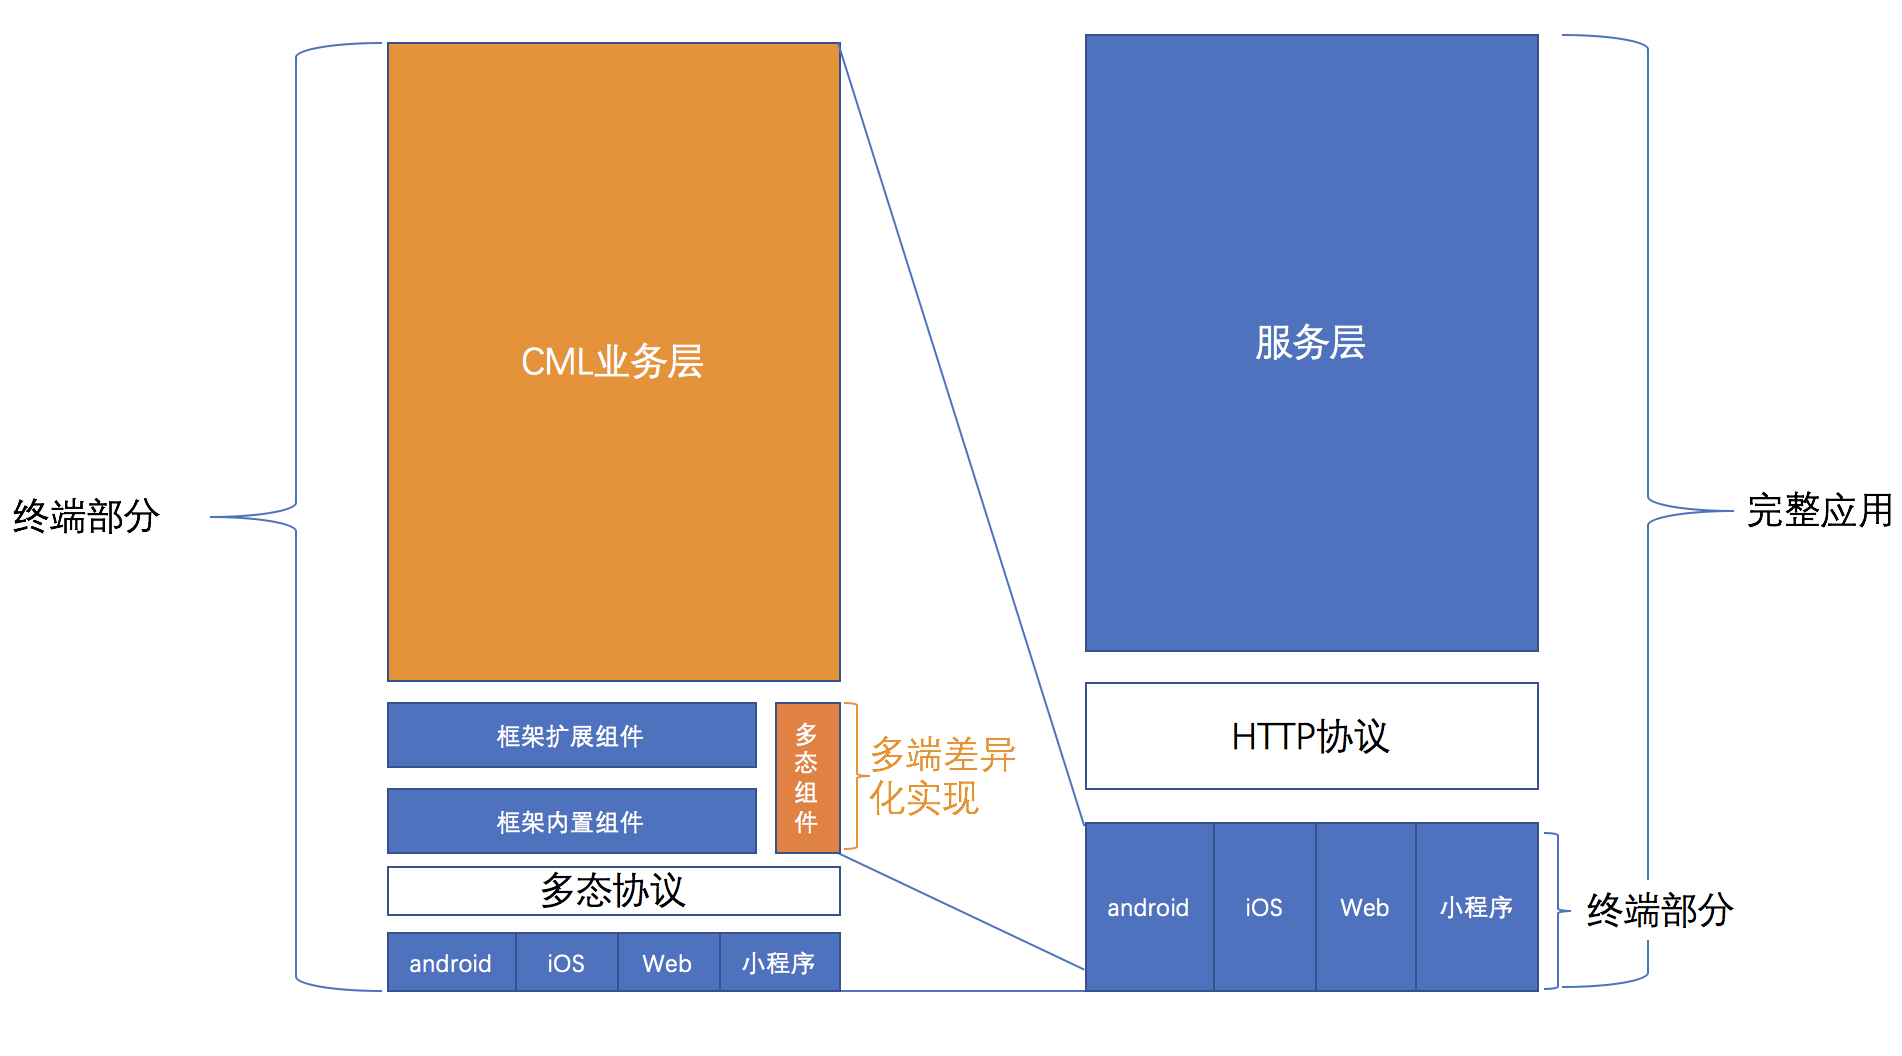 终端部分
CML业务层
框架扩展组件
框架内置组件
多
态
组
件
多端差异
化实现
多态协议
android
iOS
Web
小程序
服务层
HTTP协议
android
iOS
Web
小程序
终端部分
完整应用